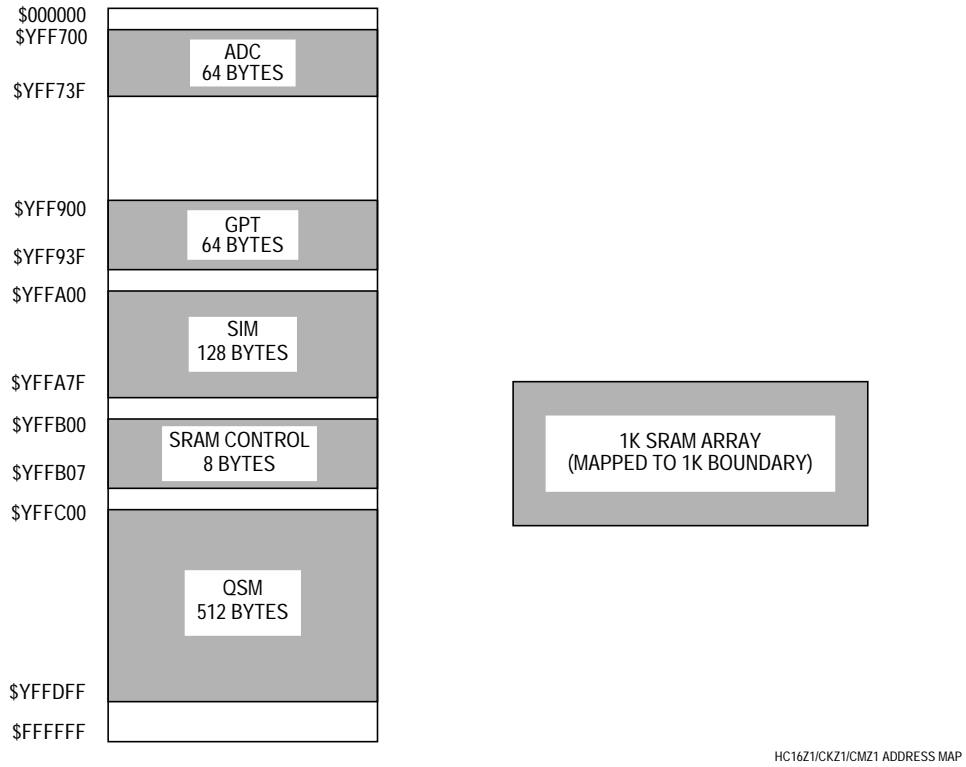 $000000
$YFF700
ADC
64 BYTES
$YFF73F
$YFF900
GPT
64 BYTES
$YFF93F
$YFFA00
SIM
128 BYTES
$YFFA7F
$YFFB00
SRAM CONTROL
8 BYTES
$YFFB07
$YFFC00
QSM
512 BYTES
$YFFDFF
$FFFFFF
1K SRAM ARRAY
(MAPPED TO 1K BOUNDARY)
HC16Z1/CKZ1/CMZ1 ADDRESS MAP